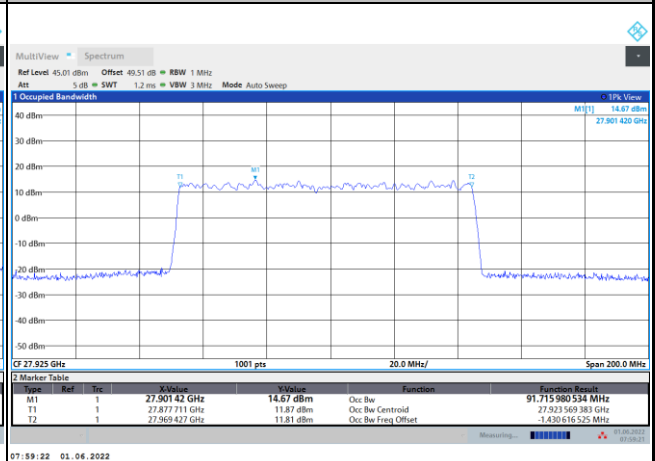 MultiView Spectrum
Ref Level 45.01 dBm Offset 49.51 dB RBW 1 MHz
Att 5 dB SWT 1.2 ms VBW 3 MHz Mode Auto Sweep
1 Occupied Bandwidth 1Pk View
M1[1] 14.67 dBm
27.901 420 GHz
40 dBm
30 dBm
20 dBm
T1 M1 T2
10 dBm
0 dBm
-10 dBm
-20 dBm
-30 dBm
-40 dBm
-50 dBm
CF 27.925 GHz 1001 pts 20.0 MHz/ Span 200.0 MHz
2 Marker Table
Type Ref Trc X-Value Y-Value Function Function Result
M1 1 27.901 42 GHz 14.67 dBm Occ Bw 91.715 980 534 MHz
T1 1 27.877 711 GHz 11.87 dBm Occ Bw Centroid 27.923 569 383 GHz
T2 1 27.969 427 GHz 11.81 dBm Occ Bw Freq Offset -1.430 616 525 MHz
Measuring... 01.06.2022
07:59:21
07:59:22 01.06.2022